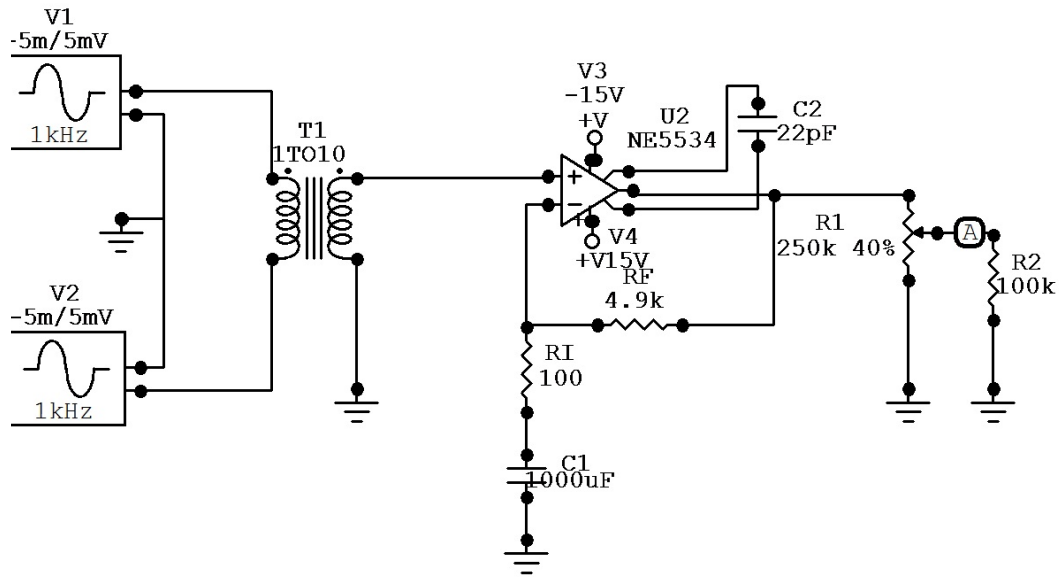 V1
-5m/5mV
1kHz
T1
1TO10
V2
-5m/5mV
1kHz
V3
-15V
+V
U2
NE5534
C2
22pF
+
−
+
V4
+V15V
RF
4.9k
R1
250k 40%
A
R2
100k
RI
100
C1
1000uF